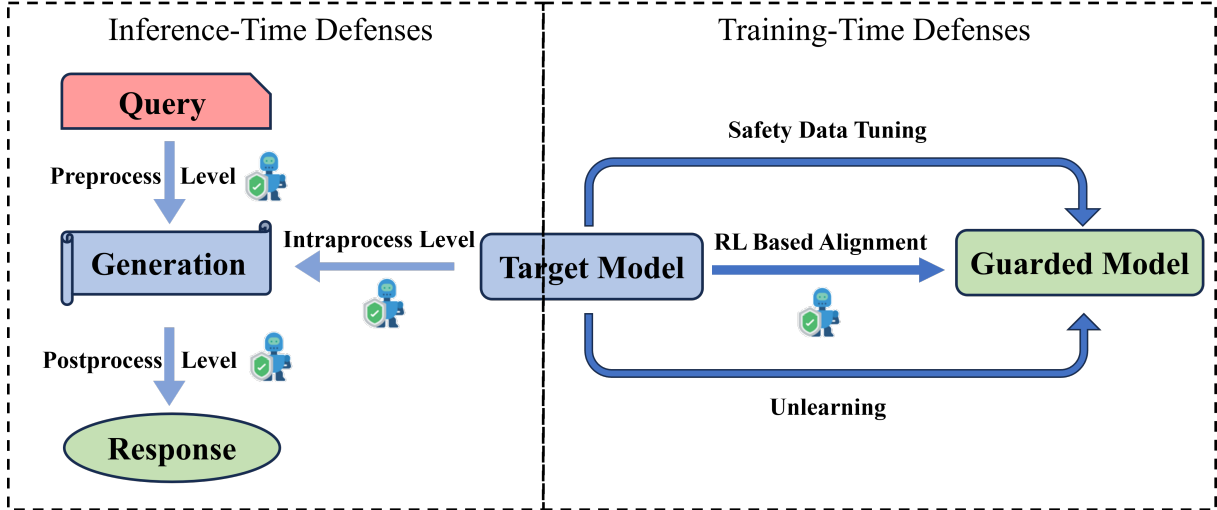 Inference-Time Defenses
Query
Preprocess Level
Generation
Intraprocess Level
Postprocess Level
Response
Training-Time Defenses
Safety Data Tuning
Target Model
RL Based Alignment
Guarded Model
Unlearning